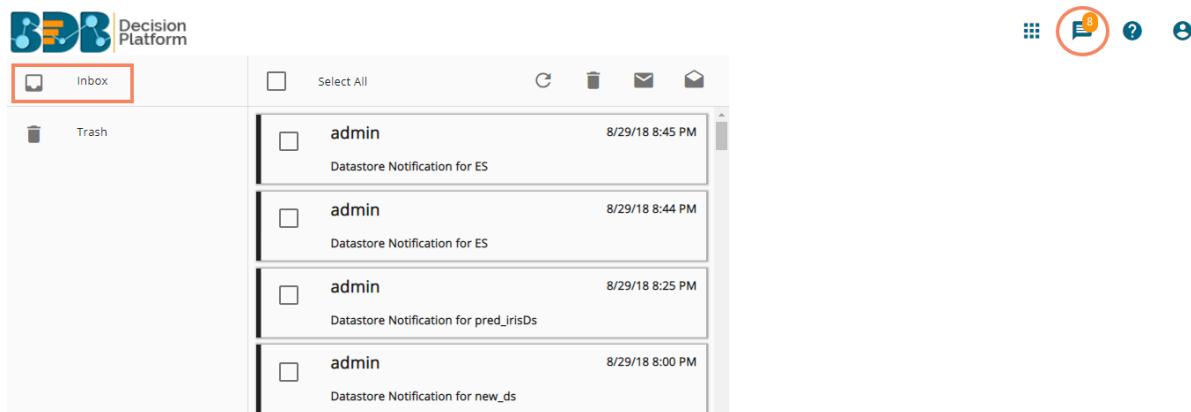 BDB Decision
Platform
8
Inbox
Select All
Trash
admin 8/29/18 8:45 PM
Datastore Notification for ES
admin 8/29/18 8:44 PM
Datastore Notification for ES
admin 8/29/18 8:25 PM
Datastore Notification for pred_irisDs
admin 8/29/18 8:00 PM
Datastore Notification for new_ds